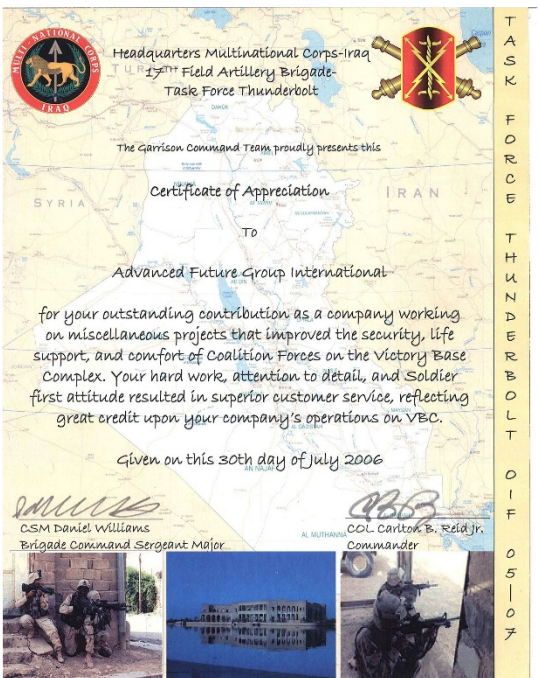 MULTI-NATIONAL CORPS
IRAQ
Headquarters Multinational Corps-Iraq
17TH Field Artillery Brigade-
Task Force Thunderbolt
The Garrison Command Team proudly presents this
Certificate of Appreciation
SYRIA
IRAN
To
Advanced Future Group International
for your outstanding contribution as a company working
on miscellaneous projects that improved the security, life
support, and comfort of Coalition Forces on the Victory Base
Complex. Your hard work, attention to detail, and Soldier
first attitude resulted in superior customer service, reflecting
great credit upon your company's operations on VBC.
Given on this 30th day of July 2006
AN NAJAF
AL MUTHANNA
CSM Daniel Williams
Brigade Command Sergeant Major
COL Carlton B. Reid Jr.
Commander
TASK FORCE THUNDERBOLT OIF 05-07